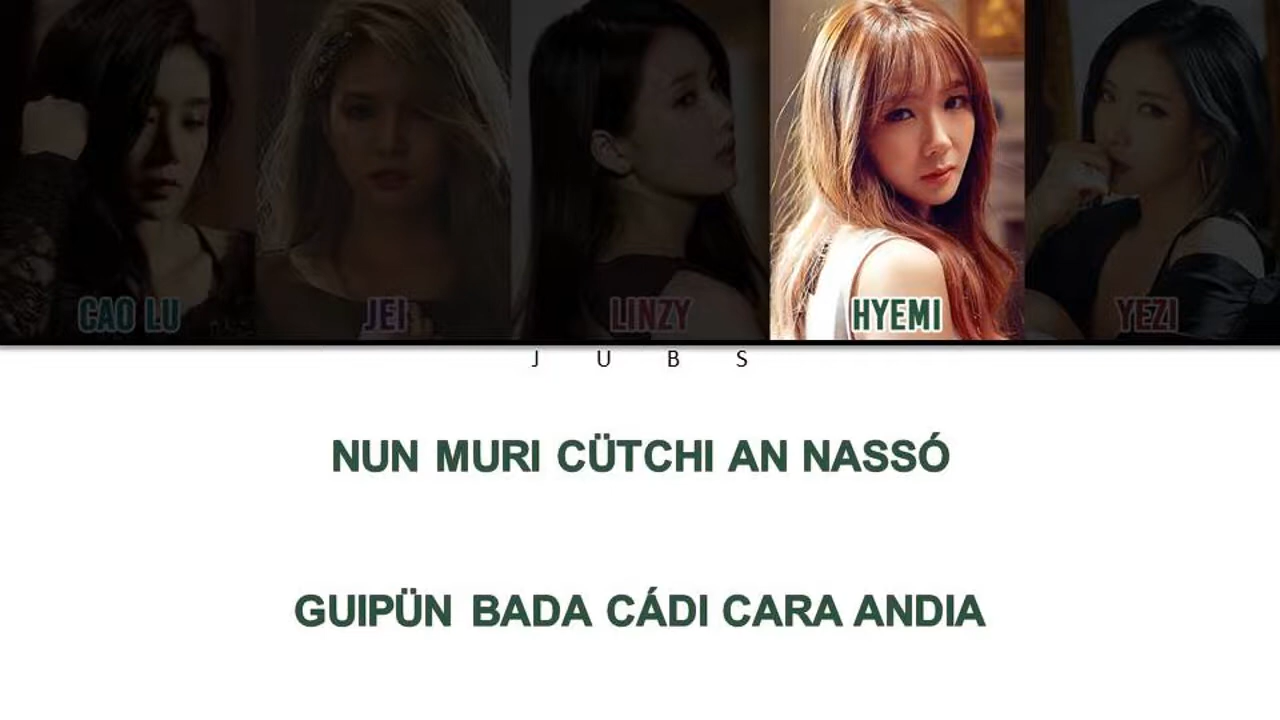 CAO LU JEI LINZY HYEMI YEZI
J U B S
NUN MURI CÜTCHI AN NASSÓ
GUIPÜN BADA CÁDI CARA ANDIA